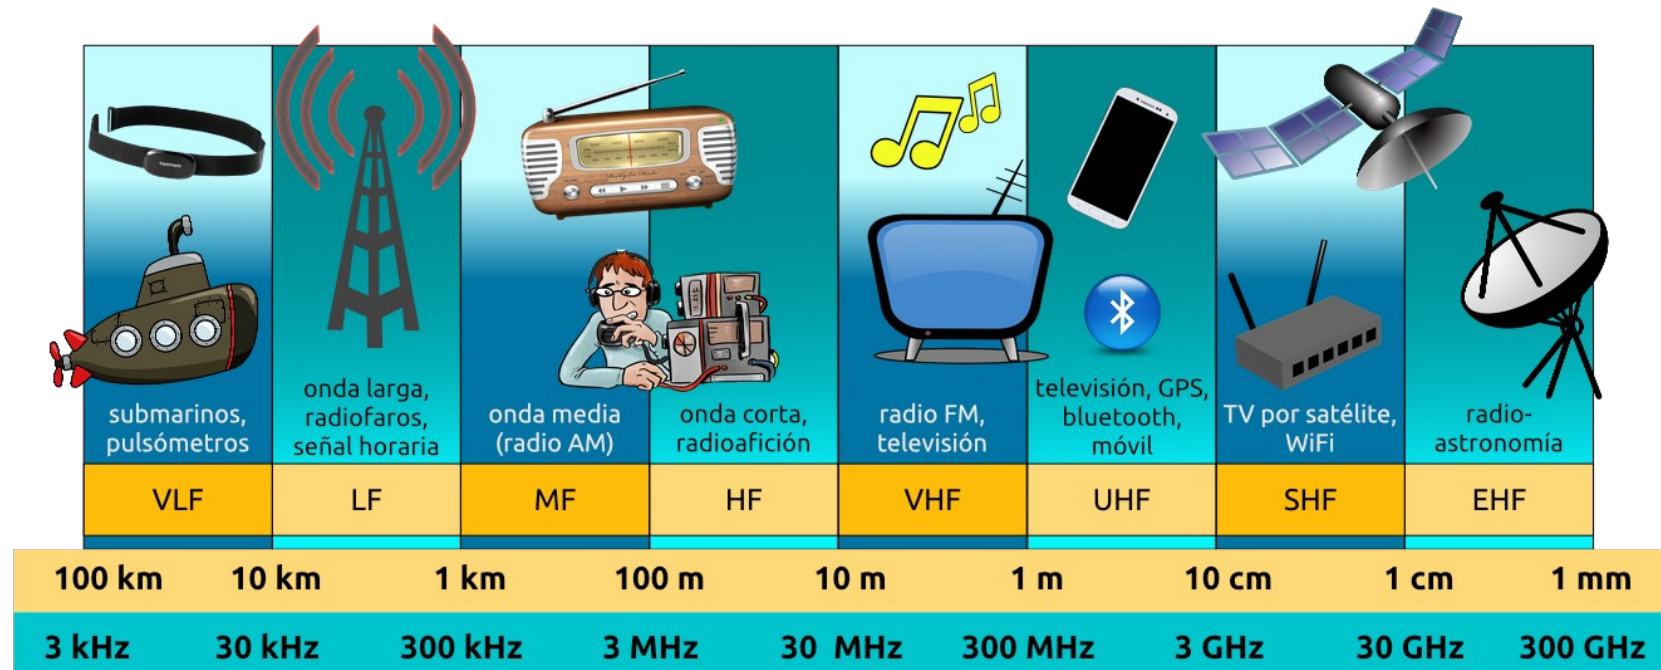 submarinos,
pulsómetros
onda larga,
radiofaros,
señal horaria
onda media
(radio AM)
onda corta,
radioafición
radio FM,
televisión
televisión, GPS,
bluetooth,
móvil
TV por satélite,
WiFi
radio-
astronomía
VLF LF MF HF VHF UHF SHF EHF
100 km 10 km 1 km 100 m 10 m 1 m 10 cm 1 cm 1 mm
3 kHz 30 kHz 300 kHz 3 MHz 30 MHz 300 MHz 3 GHz 30 GHz 300 GHz